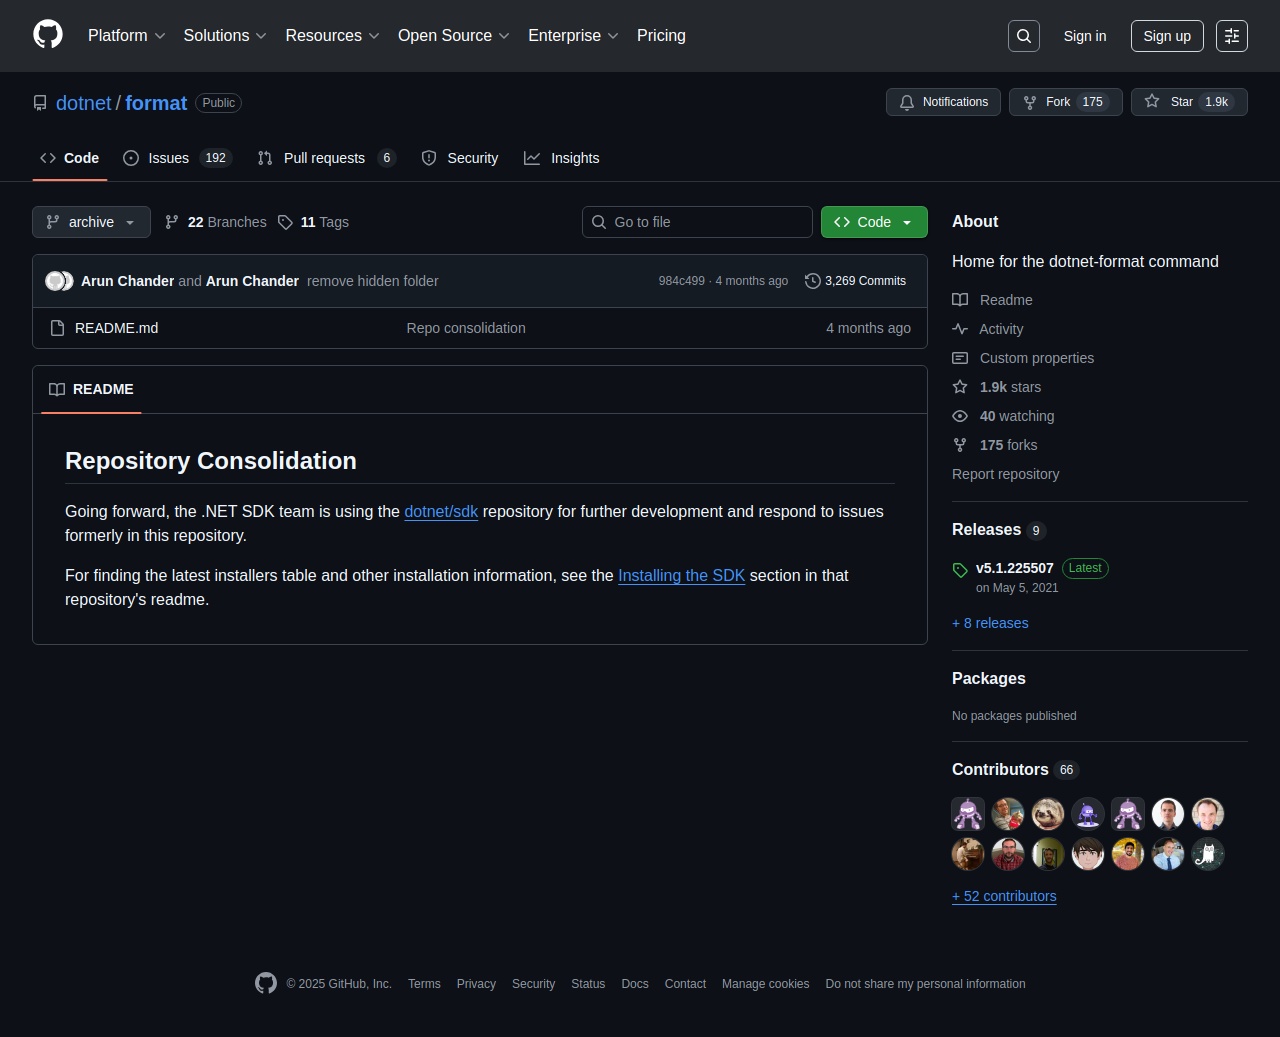 Platform Solutions Resources Open Source Enterprise Pricing Sign in Sign up
dotnet / format Public Notifications Fork 175 Star 1.9k
Code Issues 192 Pull requests 6 Security Insights
archive 22 Branches 11 Tags Go to file Code
Arun Chander and Arun Chander remove hidden folder 984c499 · 4 months ago 3,269 Commits
README.md Repo consolidation 4 months ago
README
Repository Consolidation
Going forward, the .NET SDK team is using the dotnet/sdk repository for further development and respond to issues
formerly in this repository.
For finding the latest installers table and other installation information, see the Installing the SDK section in that
repository's readme.
About
Home for the dotnet-format command
Readme
Activity
Custom properties
1.9k stars
40 watching
175 forks
Report repository
Releases 9
v5.1.225507 Latest
on May 5, 2021
+ 8 releases
Packages
No packages published
Contributors 66
+ 52 contributors
© 2025 GitHub, Inc. Terms Privacy Security Status Docs Contact Manage cookies Do not share my personal information